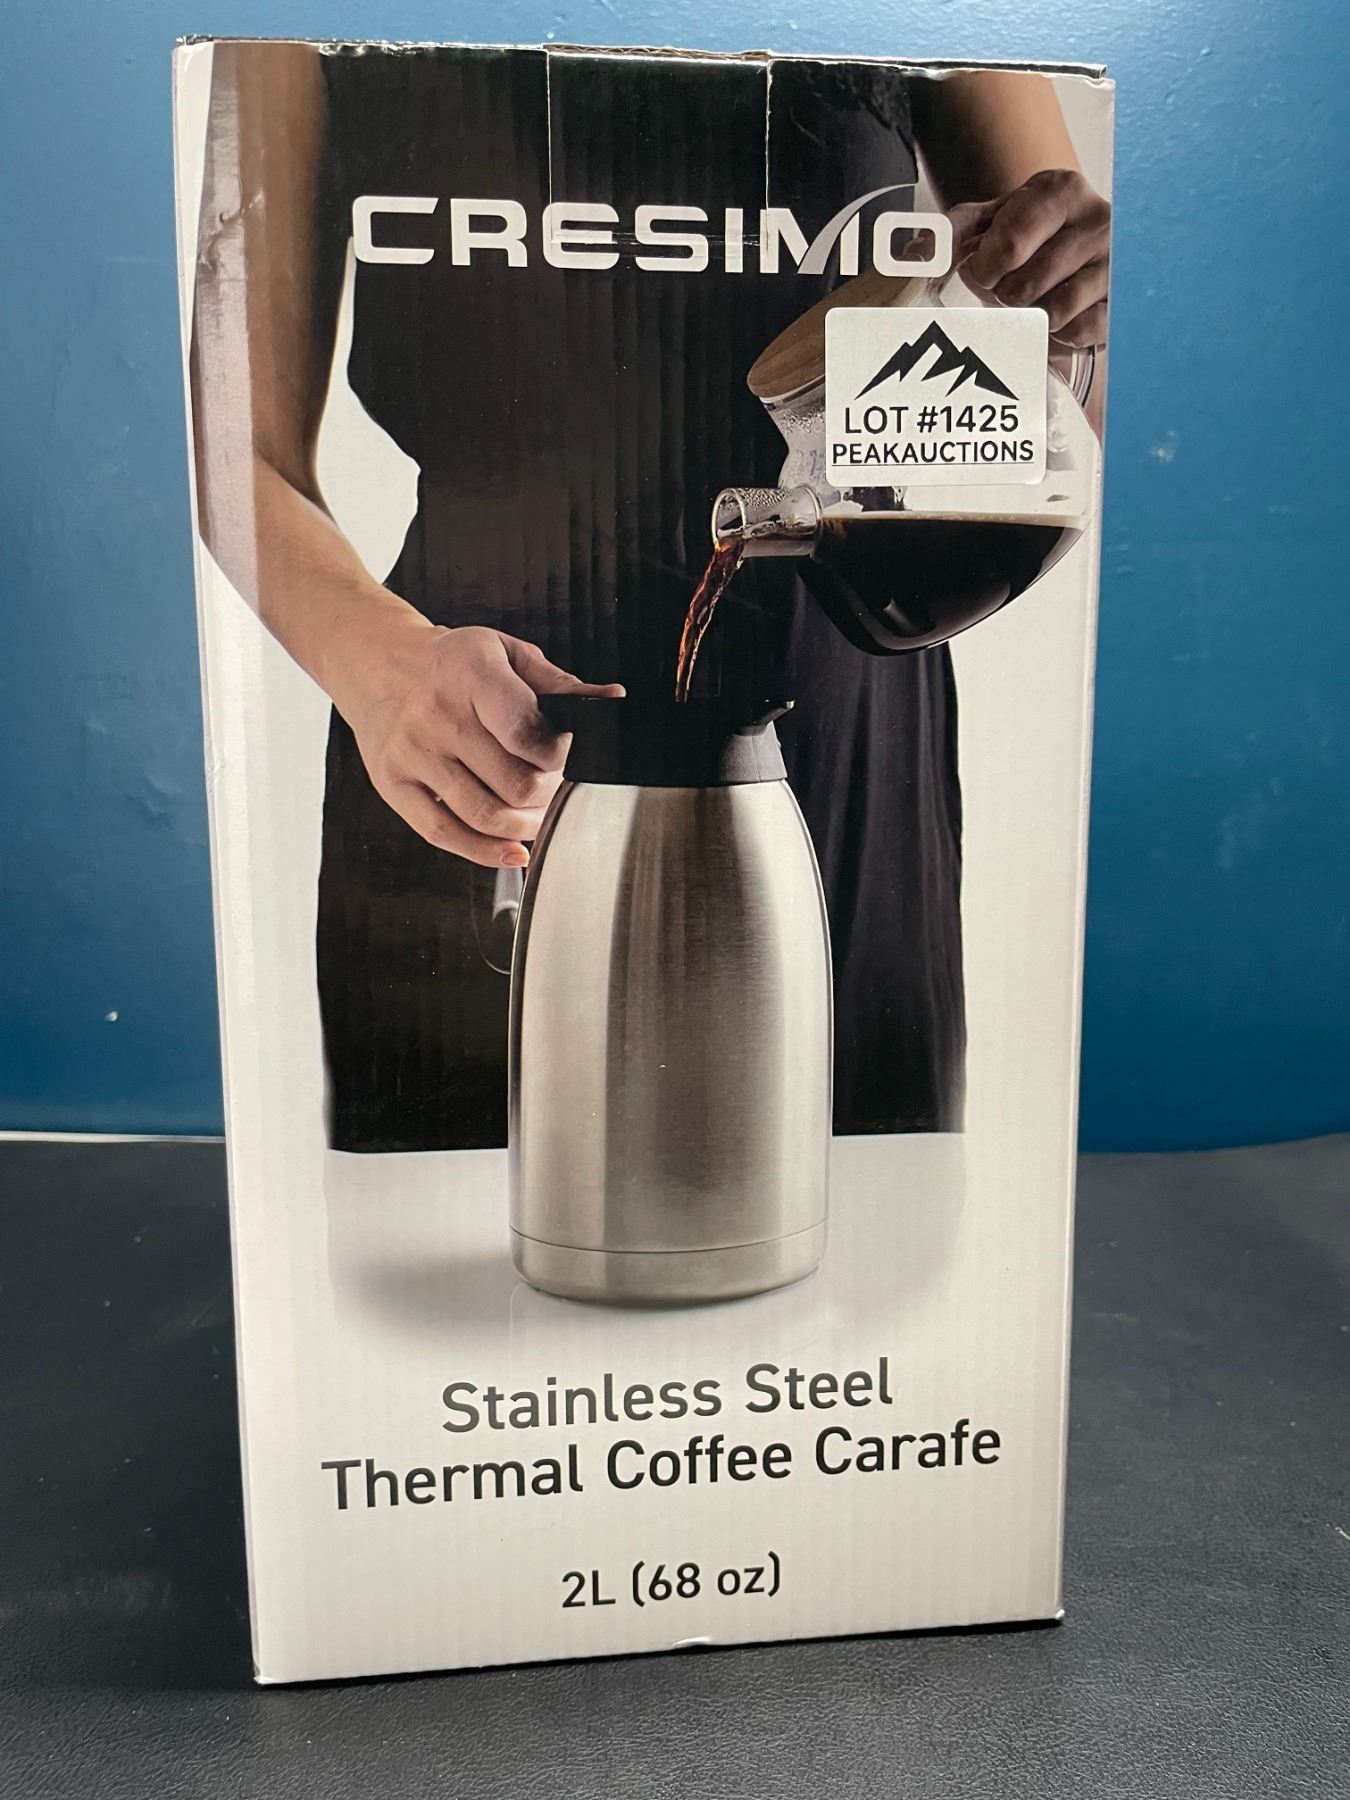 CRESIMO
LOT #1425
PEAKAUCTIONS
Stainless Steel
Thermal Coffee Carafe
2L (68 oz)